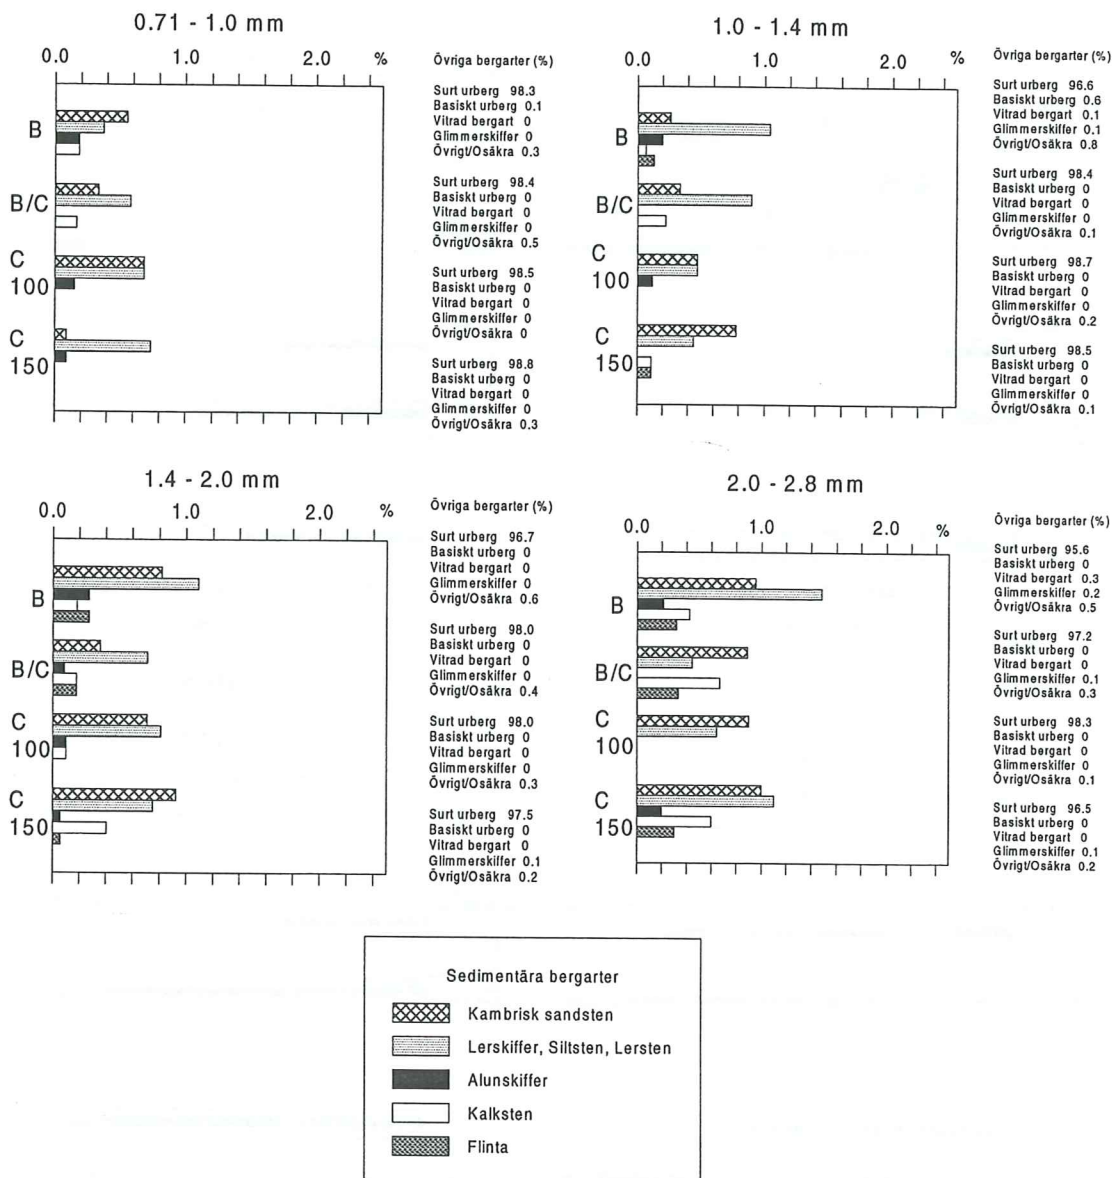 0.71 - 1.0 mm
0.0 1.0 2.0 %
B
B/C
C
100
C
150
Övriga bergarter (%)
Surt urberg 98.3
Basiskt urberg 0.1
Vitrad bergart 0
Glimmerskiffer 0
Övrigt/Osäkra 0.3
Surt urberg 98.4
Basiskt urberg 0
Vitrad bergart 0
Glimmerskiffer 0
Övrigt/Osäkra 0.5
Surt urberg 98.5
Basiskt urberg 0
Vitrad bergart 0
Glimmerskiffer 0
Övrigt/Osäkra 0
Surt urberg 98.8
Basiskt urberg 0
Vitrad bergart 0
Glimmerskiffer 0
Övrigt/Osäkra 0.3
1.0 - 1.4 mm
0.0 1.0 2.0 %
B
B/C
C
100
C
150
Övriga bergarter (%)
Surt urberg 96.6
Basiskt urberg 0.6
Vitrad bergart 0.1
Glimmerskiffer 0.1
Övrigt/Osäkra 0.8
Surt urberg 98.4
Basiskt urberg 0
Vitrad bergart 0
Glimmerskiffer 0
Övrigt/Osäkra 0.1
Surt urberg 98.7
Basiskt urberg 0
Vitrad bergart 0
Glimmerskiffer 0
Övrigt/Osäkra 0.2
Surt urberg 98.5
Basiskt urberg 0
Vitrad bergart 0
Glimmerskiffer 0
Övrigt/Osäkra 0.1
1.4 - 2.0 mm
0.0 1.0 2.0 %
B
B/C
C
100
C
150
Övriga bergarter (%)
Surt urberg 96.7
Basiskt urberg 0
Vitrad bergart 0
Glimmerskiffer 0
Övrigt/Osäkra 0.6
Surt urberg 98.0
Basiskt urberg 0
Vitrad bergart 0
Glimmerskiffer 0
Övrigt/Osäkra 0.4
Surt urberg 98.0
Basiskt urberg 0
Vitrad bergart 0
Glimmerskiffer 0
Övrigt/Osäkra 0.3
Surt urberg 97.5
Basiskt urberg 0
Vitrad bergart 0
Glimmerskiffer 0.1
Övrigt/Osäkra 0.2
2.0 - 2.8 mm
0.0 1.0 2.0 %
B
B/C
C
100
C
150
Övriga bergarter (%)
Surt urberg 95.6
Basiskt urberg 0
Vitrad bergart 0.3
Glimmerskiffer 0.2
Övrigt/Osäkra 0.5
Surt urberg 97.2
Basiskt urberg 0
Vitrad bergart 0
Glimmerskiffer 0.1
Övrigt/Osäkra 0.3
Surt urberg 98.3
Basiskt urberg 0
Vitrad bergart 0
Glimmerskiffer 0
Övrigt/Osäkra 0.1
Surt urberg 96.5
Basiskt urberg 0
Vitrad bergart 0
Glimmerskiffer 0.1
Övrigt/Osäkra 0.2
Sedimentära bergarter
Kambrisk sandsten
Lerskiffer, Siltsten, Lersten
Alunskiffer
Kalksten
Flinta